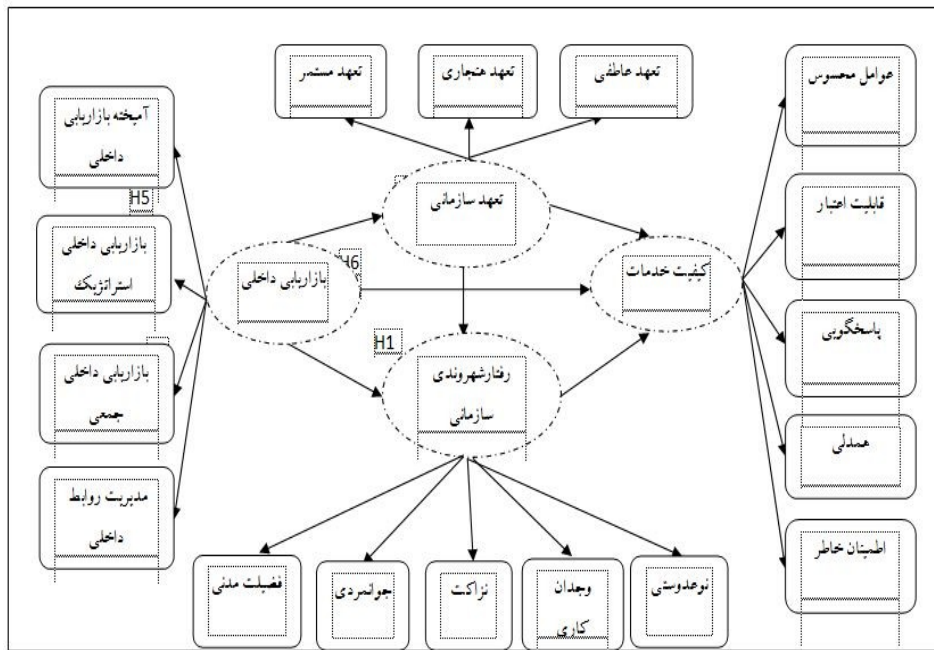 تعهد عاطفی
تعهد هنجاری
تعهد مستمر
عوامل محسوس
قابلیت اعتبار
پاسخگویی
همدلی
اطمینان خاطر
آمیخته بازاریابی
داخلی
H5
بازاریابی داخلی
استراتژیک
بازاریابی داخلی
جمعی
مدیریت روابط
داخلی
تعهد سازمانی
H6
بازاریابی داخلی
کیفیت خدمات
H1
رفتارشهروندی
سازمانی
نوعدوستی
وجدان
کاری
نزاکت
جوانمردی
فضیلت مدنی